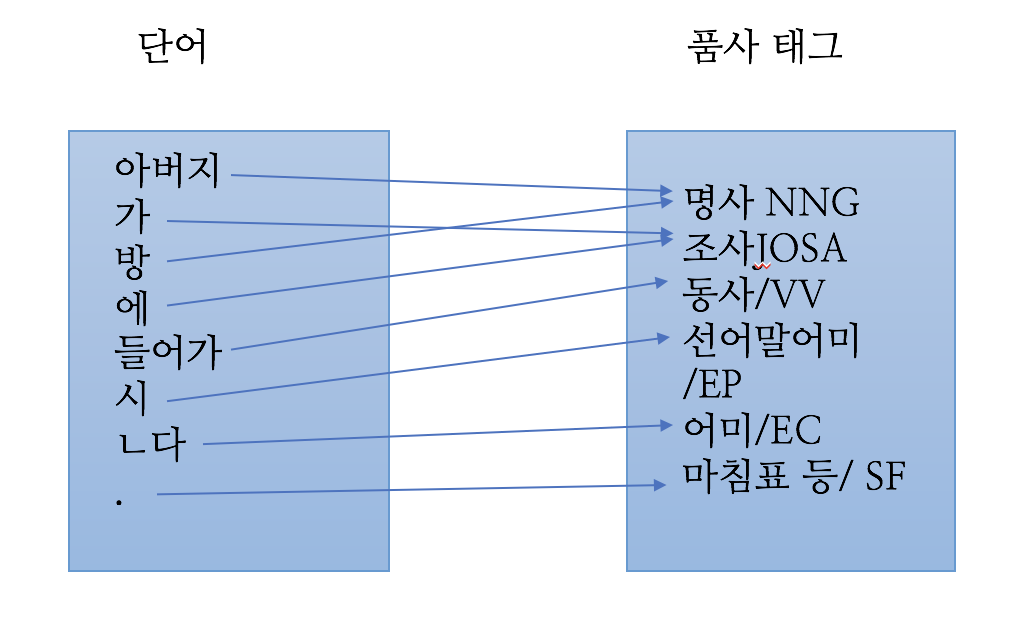 단어
품사 태그
아버지
가
방
에
들어가
시
ㄴ다
.
명사 NNG
조사JOSA
동사/VV
선어말어미
/EP
어미/EC
마침표 등/ SF